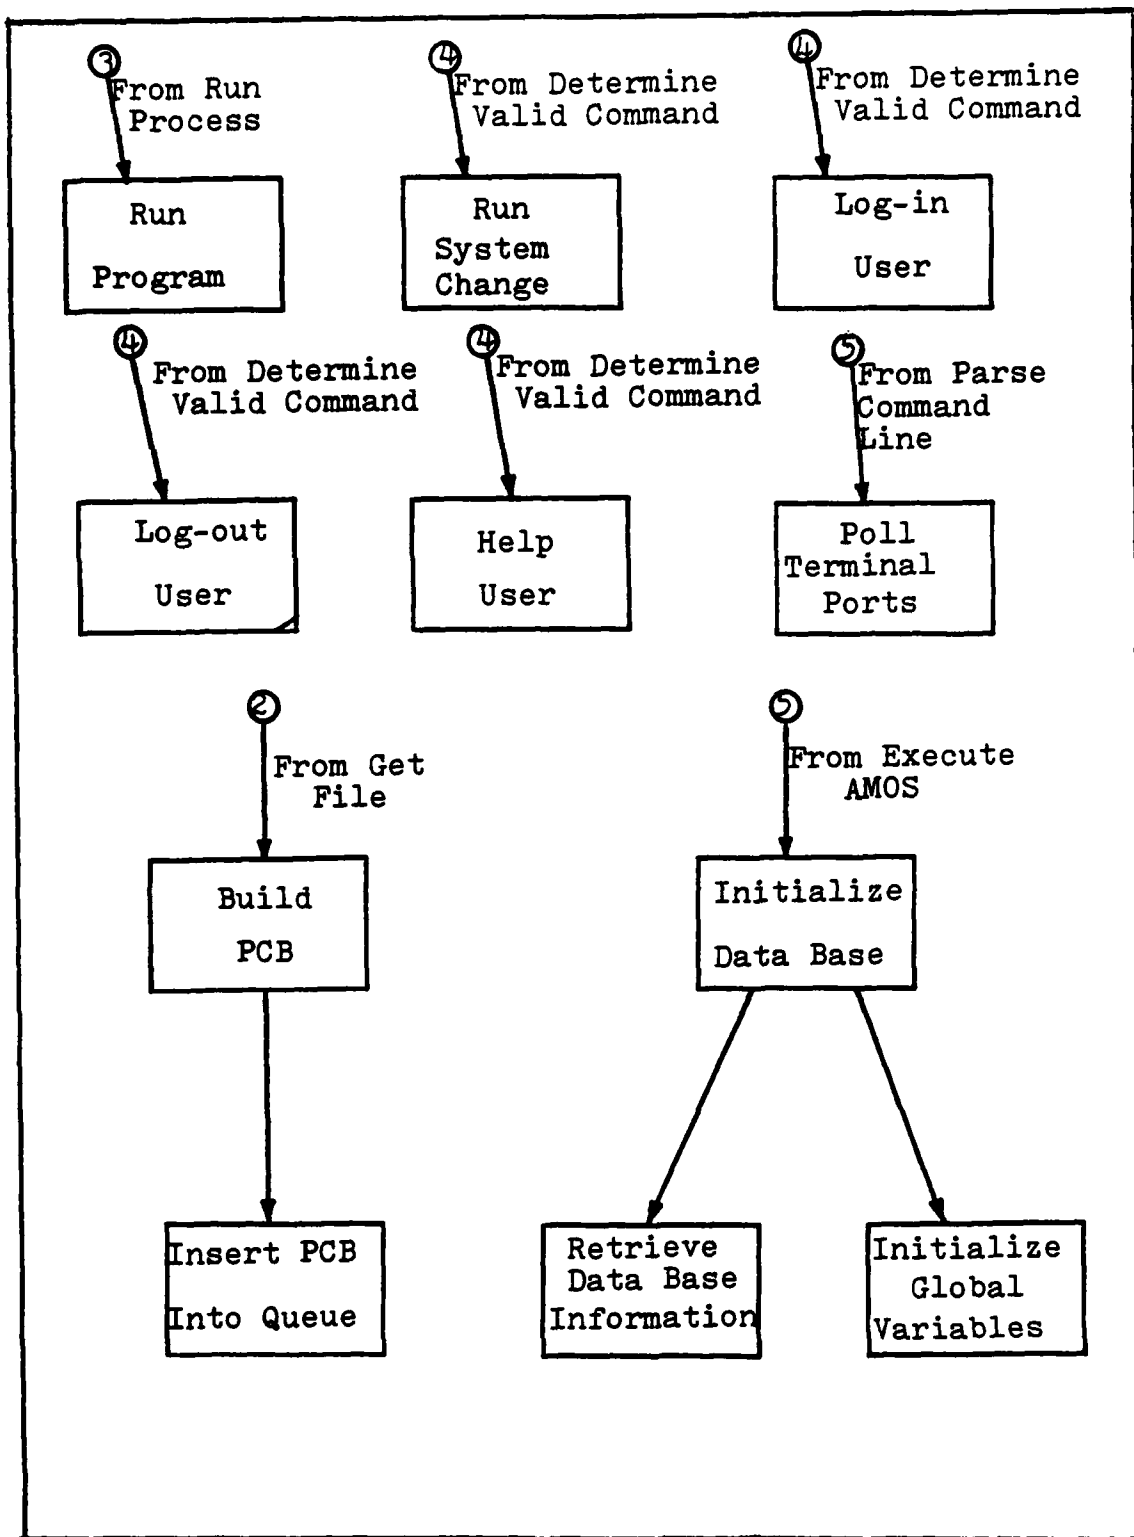 3
From Run
Process
Run
Program
4
From Determine
Valid Command
Run
System
Change
4
From Determine
Valid Command
Log-in
User
4
From Determine
Valid Command
Log-out
User
4
From Determine
Valid Command
Help
User
5
From Parse
Command
Line
Poll
Terminal
Ports
2
From Get
File
Build
PCB
Insert PCB
Into Queue
5
From Execute
AMOS
Initialize
Data Base
Retrieve
Data Base
Information
Initialize
Global
Variables